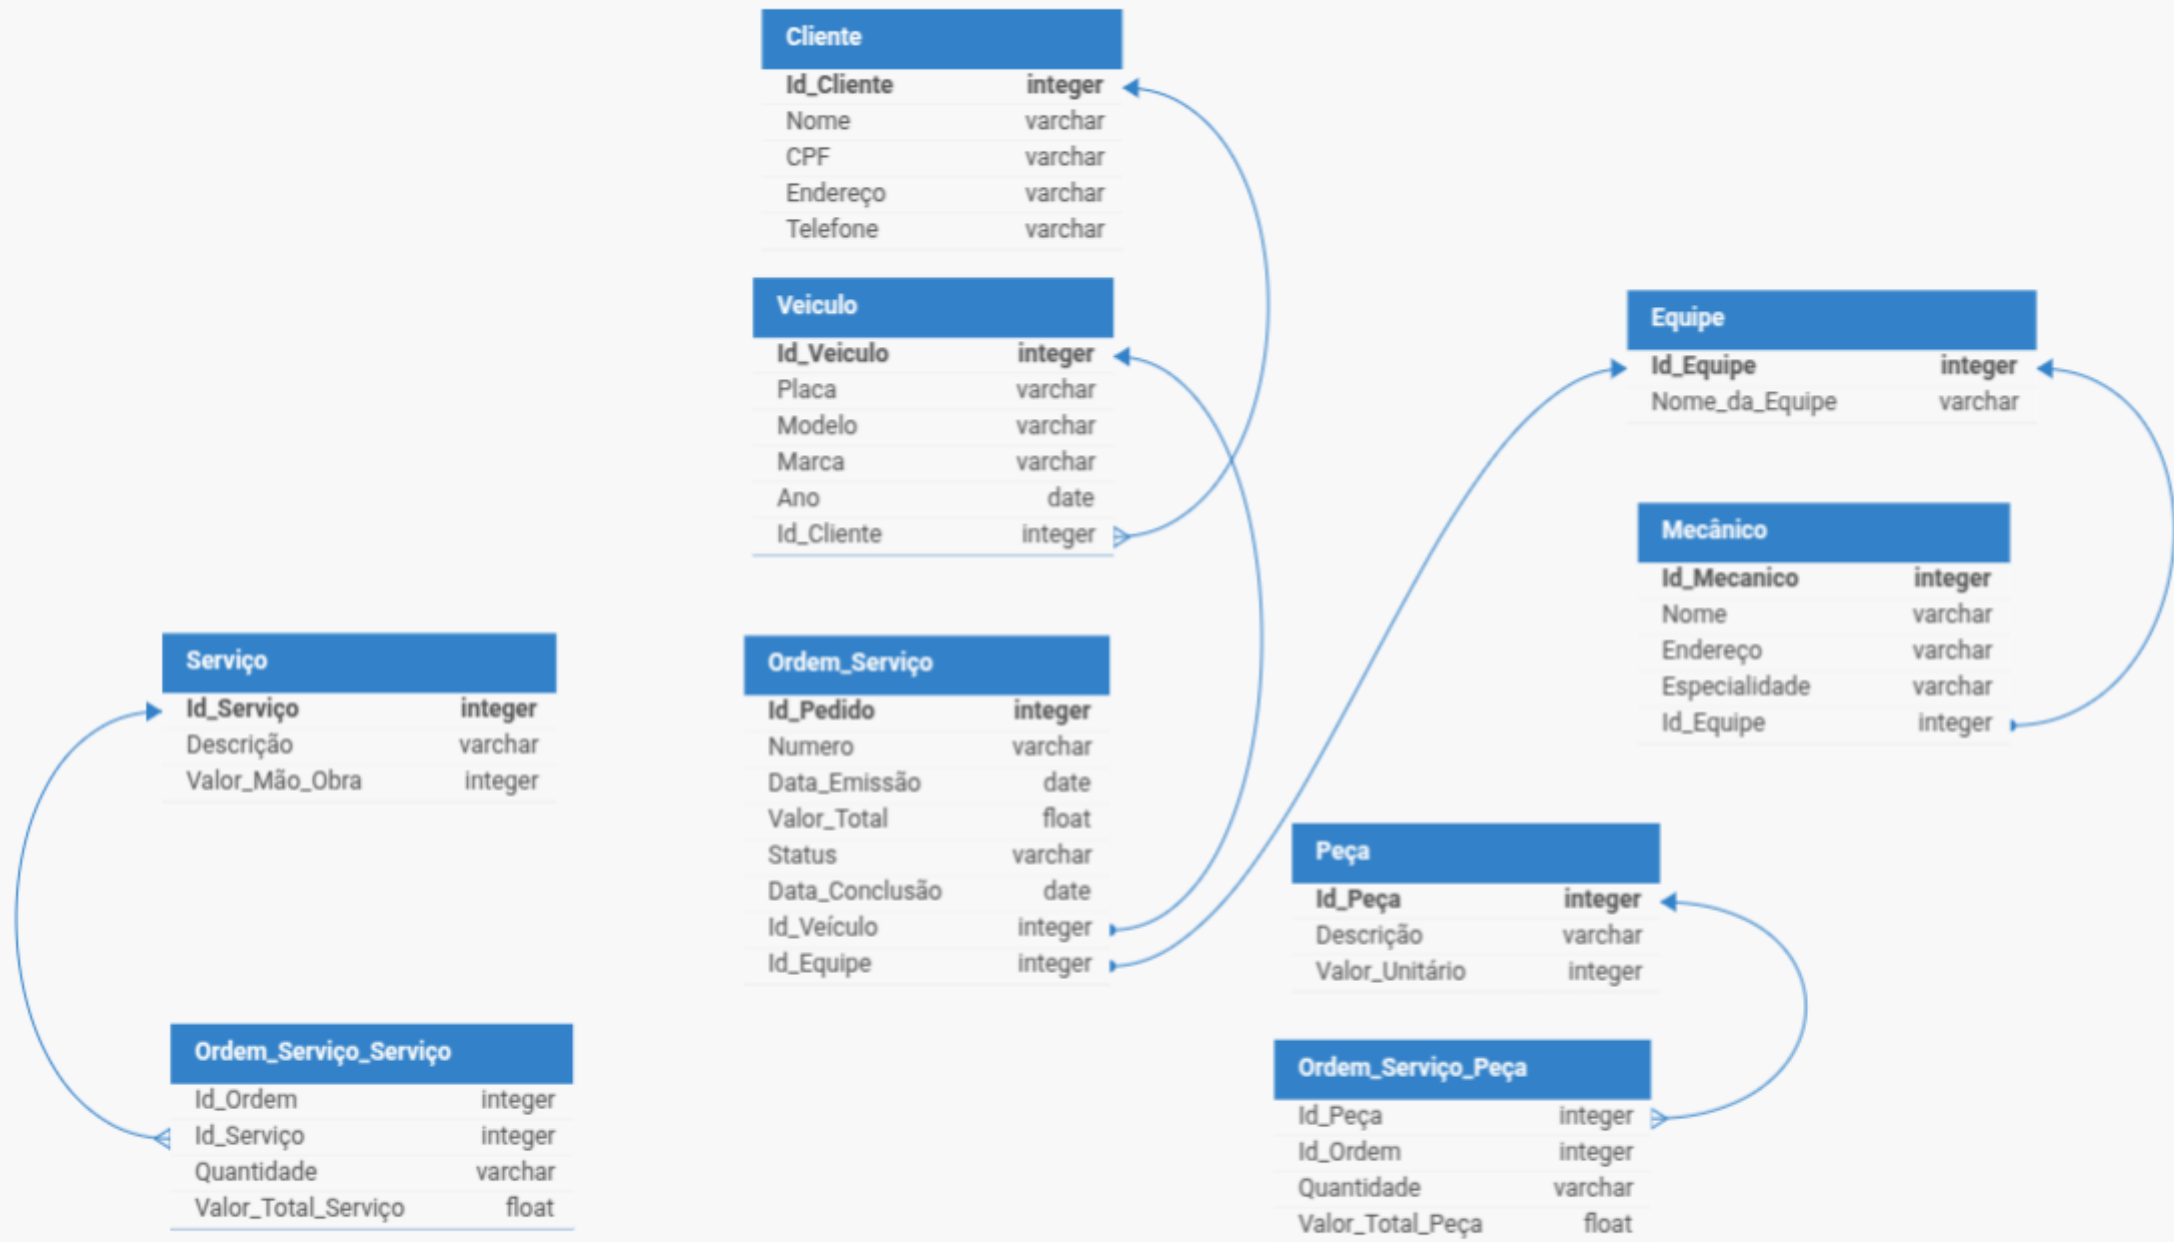 Cliente
Id_Cliente integer
Nome varchar
CPF varchar
Endereço varchar
Telefone varchar
Veiculo
Id_Veiculo integer
Placa varchar
Modelo varchar
Marca varchar
Ano date
Id_Cliente integer
Equipe
Id_Equipe integer
Nome_da_Equipe varchar
Mecânico
Id_Mecanico integer
Nome varchar
Endereço varchar
Especialidade varchar
Id_Equipe integer
Serviço
Id_Serviço integer
Descrição varchar
Valor_Mão_Obra integer
Ordem_Serviço
Id_Pedido integer
Numero varchar
Data_Emissão date
Valor_Total float
Status varchar
Data_Conclusão date
Id_Veículo integer
Id_Equipe integer
Peça
Id_Peça integer
Descrição varchar
Valor_Unitário integer
Ordem_Serviço_Serviço
Id_Ordem integer
Id_Serviço integer
Quantidade varchar
Valor_Total_Serviço float
Ordem_Serviço_Peça
Id_Peça integer
Id_Ordem integer
Quantidade varchar
Valor_Total_Peça float